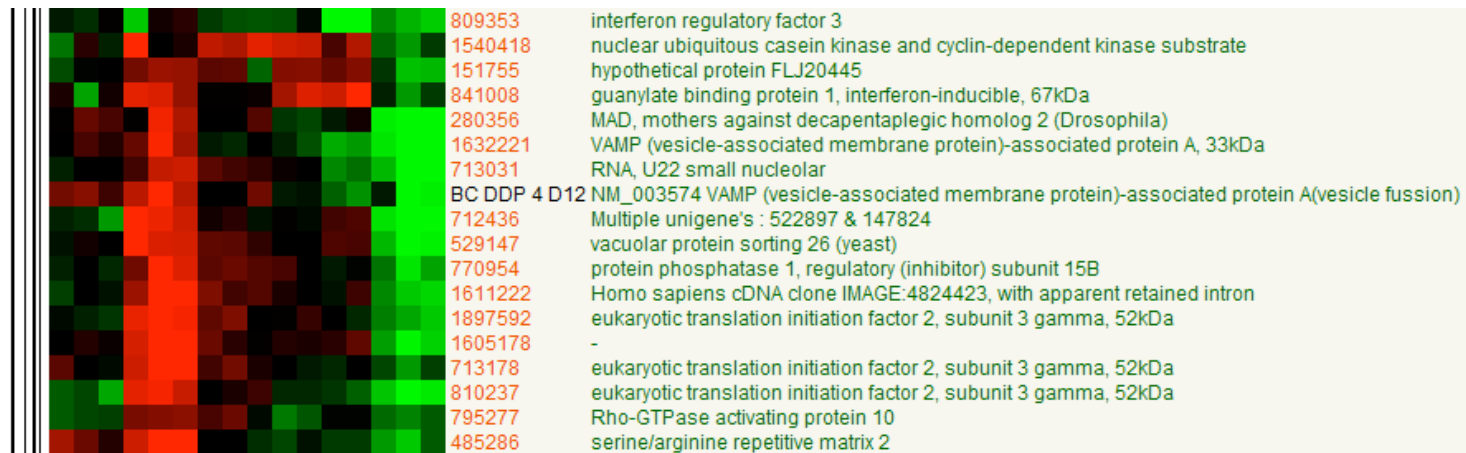 809353 interferon regulatory factor 3
1540418 nuclear ubiquitous casein kinase and cyclin-dependent kinase substrate
151755 hypothetical protein FLJ20445
841008 guanylate binding protein 1, interferon-inducible, 67kDa
280356 MAD, mothers against decapentaplegic homolog 2 (Drosophila)
1632221 VAMP (vesicle-associated membrane protein)-associated protein A, 33kDa
713031 RNA, U22 small nucleolar
BC DDP 4 D12 NM_003574 VAMP (vesicle-associated membrane protein)-associated protein A(vesicle fussion)
712436 Multiple unigene's : 522897 & 147824
529147 vacuolar protein sorting 26 (yeast)
770954 protein phosphatase 1, regulatory (inhibitor) subunit 15B
1611222 Homo sapiens cDNA clone IMAGE:4824423, with apparent retained intron
1897592 eukaryotic translation initiation factor 2, subunit 3 gamma, 52kDa
1605178 -
713178 eukaryotic translation initiation factor 2, subunit 3 gamma, 52kDa
810237 eukaryotic translation initiation factor 2, subunit 3 gamma, 52kDa
795277 Rho-GTPase activating protein 10
485286 serine/arginine repetitive matrix 2